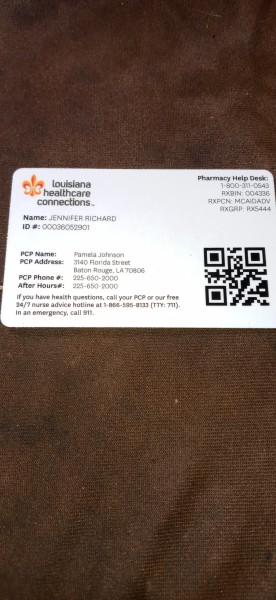 louisiana
healthcare
connections™
Pharmacy Help Desk:
1-800-311-0543
RXBIN: 004336
RXPCN: MCAIDADV
RXGRP: RX5444
Name: JENNIFER RICHARD
ID #: 00036052901
PCP Name: Pamela Johnson
PCP Address: 3140 Florida Street
Baton Rouge, LA 70806
PCP Phone #: 225-650-2000
After Hours#: 225-650-2000
If you have health questions, call your PCP or our free
24/7 nurse advice hotline at 1-866-595-8133 (TTY: 711).
In an emergency, call 911.